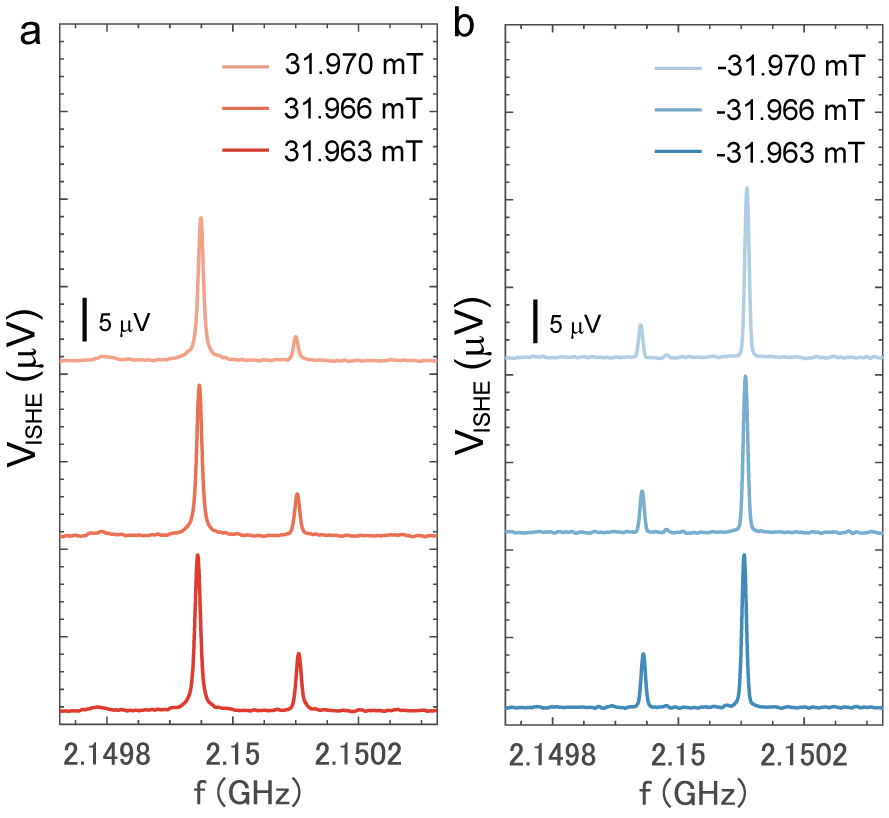 a
31.970 mT
31.966 mT
31.963 mT
5 μV
V_ISHE (μV)
2.1498
2.15
2.1502
f (GHz)
b
-31.970 mT
-31.966 mT
-31.963 mT
5 μV
V_ISHE (μV)
2.1498
2.15
2.1502
f (GHz)